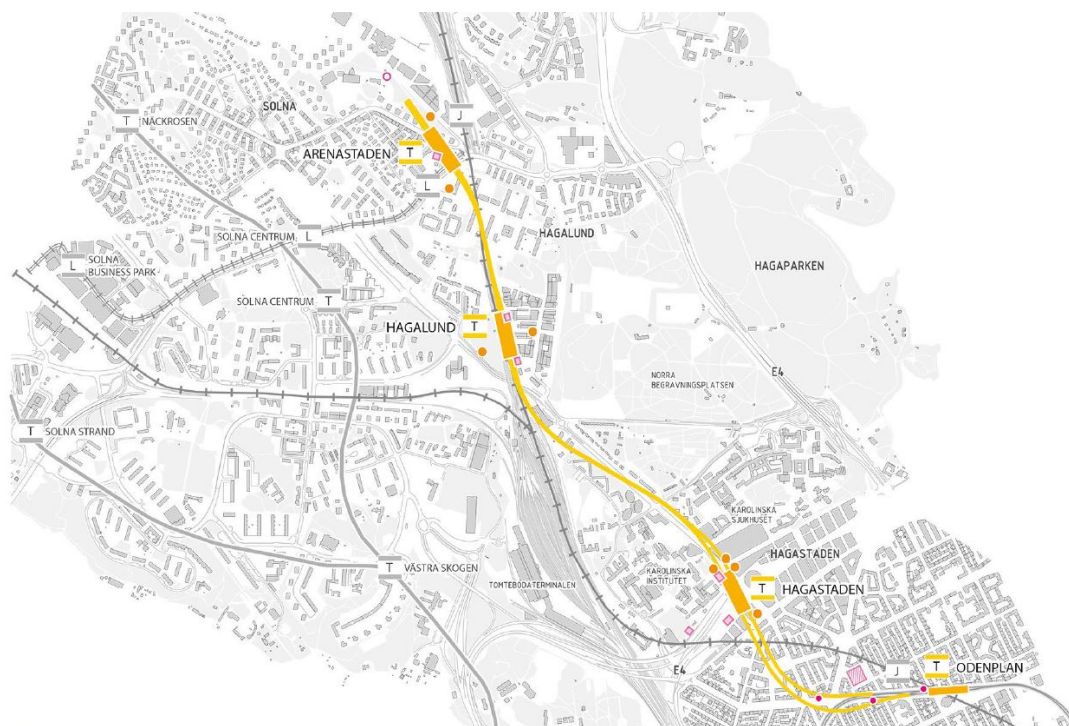 SOLNA
J
T
NÄCKROSEN
ARENASTADEN
T
L
SOLNA CENTRUM
L
HAGALUND
L
SOLNA
BUSINESS PARK
HAGAPARKEN
SOLNA CENTRUM
T
HAGALUND
T
E4
NORRA
BEGRAVNINGSPLATSEN
T
SOLNA STRAND
KAROLINSKA
SJUKHUSET
HAGASTADEN
T
VÄSTRA SKOGEN
TOMTEBODATERMINALEN
KAROLINSKA
INSTITUTET
T
HAGASTADEN
E4
J
T
ODENPLAN